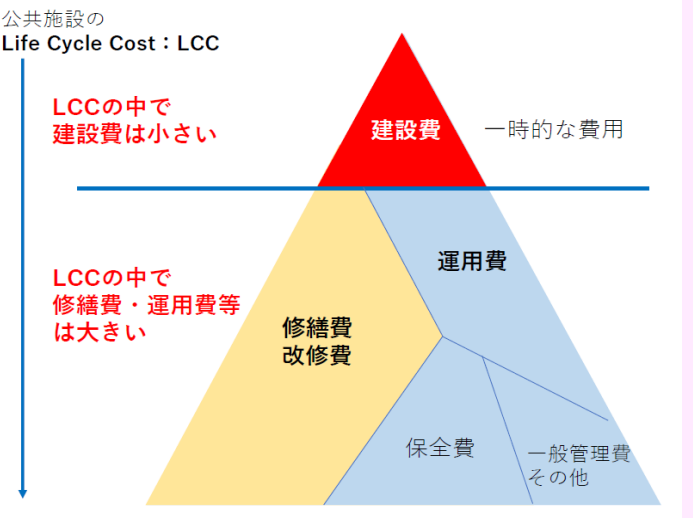 公共施設の
Life Cycle Cost：LCC
LCCの中で
建設費は小さい
建設費
一時的な費用
LCCの中で
修繕費・運用費等
は大きい
運用費
修繕費
改修費
保全費
一般管理費
その他